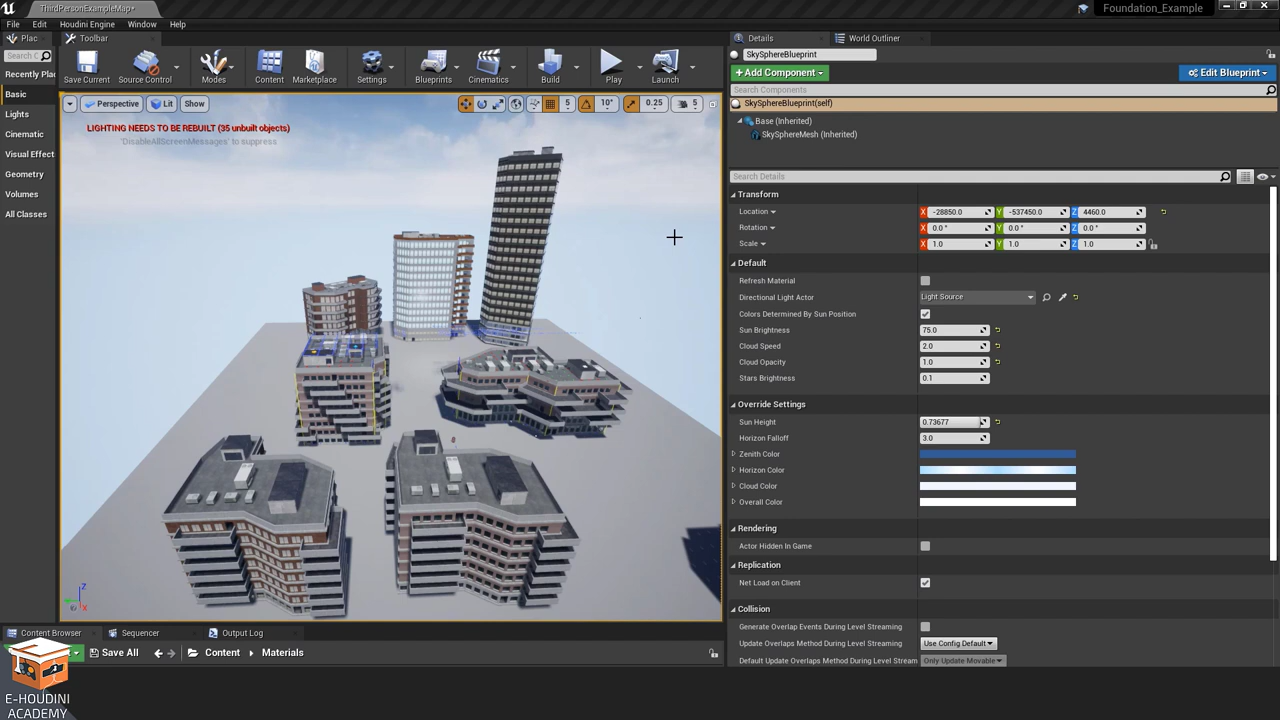 ThirdPersonExampleMap*
Foundation_Example
File Edit Houdini Engine Window Help
Plac
Toolbar
Details
World Outliner
Search C
Recently Pla
Basic
Lights
Cinematic
Visual Effect
Geometry
Volumes
All Classes
Save Current
Source Control
Modes
Content
Marketplace
Settings
Blueprints
Cinematics
Build
Play
Launch
Perspective
Lit
Show
5
10°
0.25
5
LIGHTING NEEDS TO BE REBUILT (35 unbuilt objects)
'DisableAllScreenMessages' to suppress
Z
X
SkySphereBlueprint
+Add Component
Edit Blueprint
Search Components
SkySphereBlueprint(self)
Base (Inherited)
SkySphereMesh (Inherited)
Search Details
Transform
Location X -28850.0 Y -537450.0 Z 4460.0
Rotation X 0.0 ° Y 0.0 ° Z 0.0 °
Scale X 1.0 Y 1.0 Z 1.0
Default
Refresh Material
Directional Light Actor Light Source
Colors Determined By Sun Position
Sun Brightness 75.0
Cloud Speed 2.0
Cloud Opacity 1.0
Stars Brightness 0.1
Override Settings
Sun Height 0.73677
Horizon Falloff 3.0
Zenith Color
Horizon Color
Cloud Color
Overall Color
Rendering
Actor Hidden In Game
Replication
Net Load on Client
Collision
Generate Overlap Events During Level Streaming
Update Overlaps Method During Level Streaming Use Config Default
Default Update Overlaps Method During Level Stream Only Update Movable
Content Browser
Sequencer
Output Log
Save All
Content
Materials
E-HOUDINI
ACADEMY